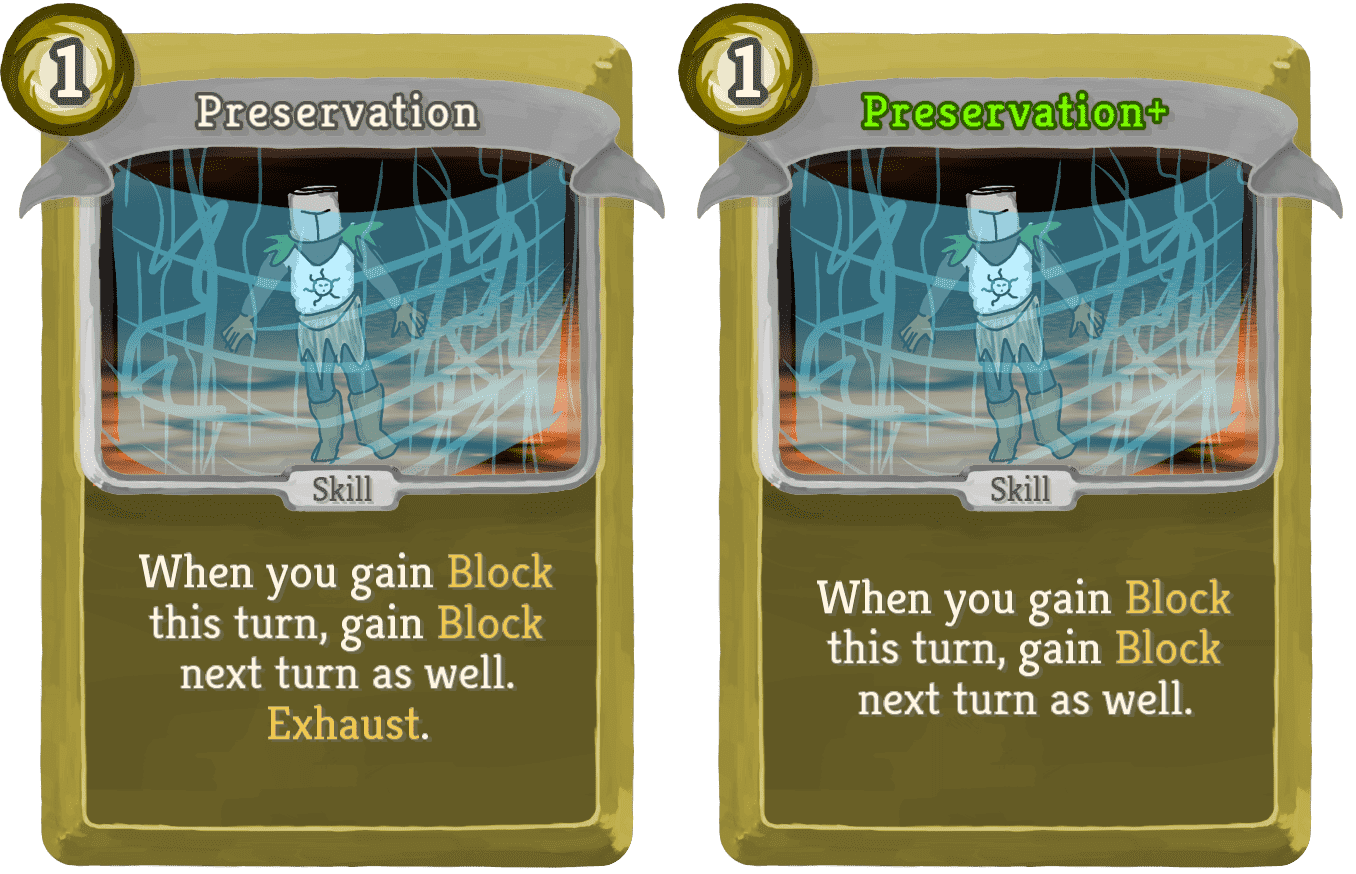 1
Preservation
Skill
When you gain Block
this turn, gain Block
next turn as well.
Exhaust.
1
Preservation+
Skill
When you gain Block
this turn, gain Block
next turn as well.